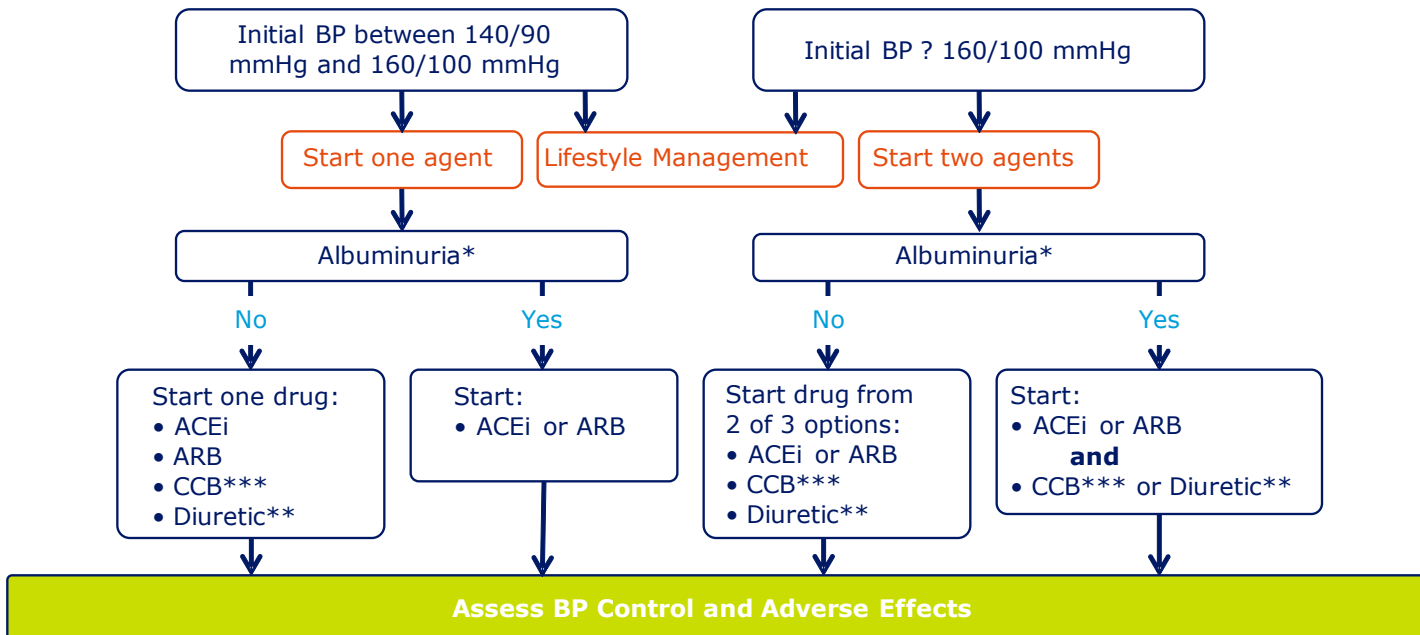 Initial BP between 140/90
mmHg and 160/100 mmHg
Initial BP ? 160/100 mmHg
Start one agent
Lifestyle Management
Start two agents
Albuminuria*
Albuminuria*
No
Yes
No
Yes
Start one drug:
• ACEi
• ARB
• CCB***
• Diuretic**
Start:
• ACEi or ARB
Start drug from
2 of 3 options:
• ACEi or ARB
• CCB***
• Diuretic**
Start:
• ACEi or ARB
and
• CCB*** or Diuretic**
Assess BP Control and Adverse Effects